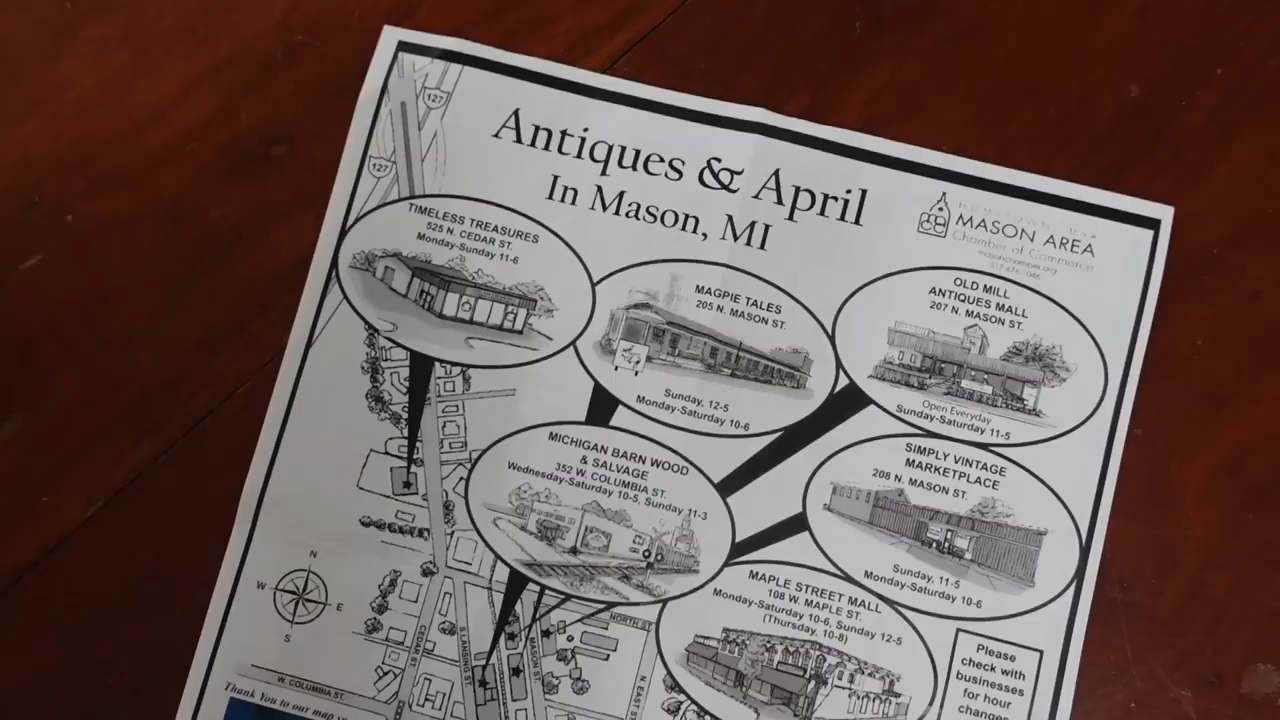 127
127
Antiques & April
In Mason, MI
MASON AREA
Chamber of Commerce
masonchamber.org
TIMELESS TREASURES
525 N. CEDAR ST.
Monday-Sunday 11-6
MAGPIE TALES
205 N. MASON ST.
Sunday, 12-5
Monday-Saturday 10-6
OLD MILL
ANTIQUES MALL
207 N. MASON ST.
Open Everyday
Sunday-Saturday 11-5
MICHIGAN BARN WOOD
& SALVAGE
352 W. COLUMBIA ST.
Wednesday-Saturday 10-5, Sunday 11-3
SIMPLY VINTAGE
MARKETPLACE
208 N. MASON ST.
Sunday, 11-5
Monday-Saturday 10-6
MAPLE STREET MALL
108 W. MAPLE ST.
Monday-Saturday 10-6, Sunday 12-5
(Thursday, 10-8)
Please
check with
businesses
for hour
changes
N
W
E
S
NORTH ST
CEDAR ST.
S.LANSING ST.
MASON ST.
N. EAST S
W. COLUMBIA ST.
Thank You to our map